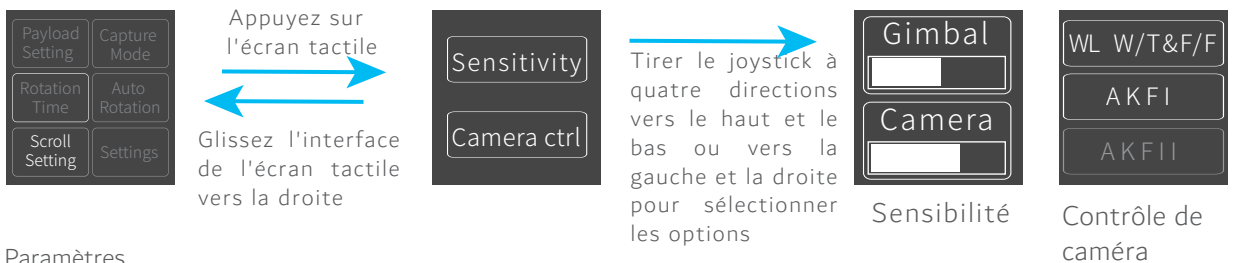 Payload
Setting
Capture
Mode
Rotation
Time
Auto
Rotation
Scroll
Setting
Settings
Appuyez sur
l'écran tactile
Glissez l'interface
de l'écran tactile
vers la droite
Sensitivity
Camera ctrl
Tirer le joystick à
quatre directions
vers le haut et le
bas ou vers la
gauche et la droite
pour sélectionner
les options
Gimbal
Camera
Sensibilité
WL W/T&F/F
AKFI
AKFII
Contrôle de
caméra
Paramètres